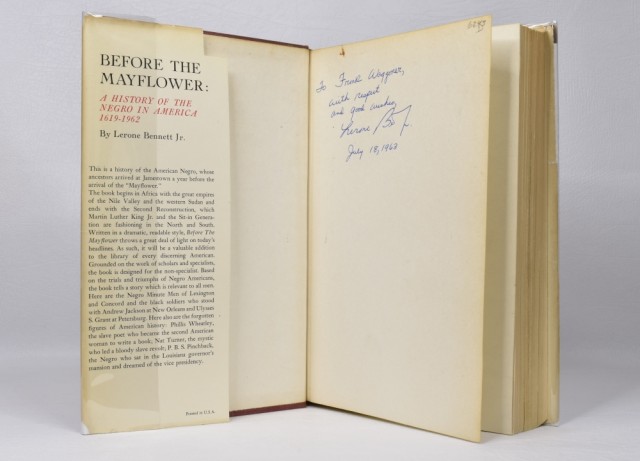 BEFORE THE
MAYFLOWER:
A HISTORY OF THE
NEGRO IN AMERICA
1619-1962
By Lerone Bennett Jr.
This is a history of the American Negro, whose
ancestors arrived at Jamestown a year before the
arrival of the "Mayflower."
The book begins in Africa with the great empires
of the Nile Valley and the western Sudan and
ends with the Second Reconstruction, which
Martin Luther King Jr. and the Sit-in Genera-
tion are fashioning in the North and South.
Written in a dramatic, readable style, Before The
Mayflower throws a great deal of light on today's
headlines. As such, it will be a valuable addition
to the library of every discerning American.
Grounded on the work of scholars and specialists,
the book is designed for the non-specialist. Based
on the trials and triumphs of Negro Americans,
the book tells a story which is relevant to all men.
Here are the Negro Minute Men of Lexington
and Concord and the black soldiers who stood
with Andrew Jackson at New Orleans and Ulysses
S. Grant at Petersburg. Here also are the forgotten
figures of American history: Phillis Wheatley,
the slave poet who became the second American
woman to write a book; Nat Turner, the mystic
who led a bloody slave revolt; P. B. S. Pinchback,
the Negro who sat in the Louisiana governor's
mansion and dreamed of the vice presidency.
Printed in U.S.A.
To Frank Waggoner,
with respect
and good wishes,
Lerone
July 18, 1963